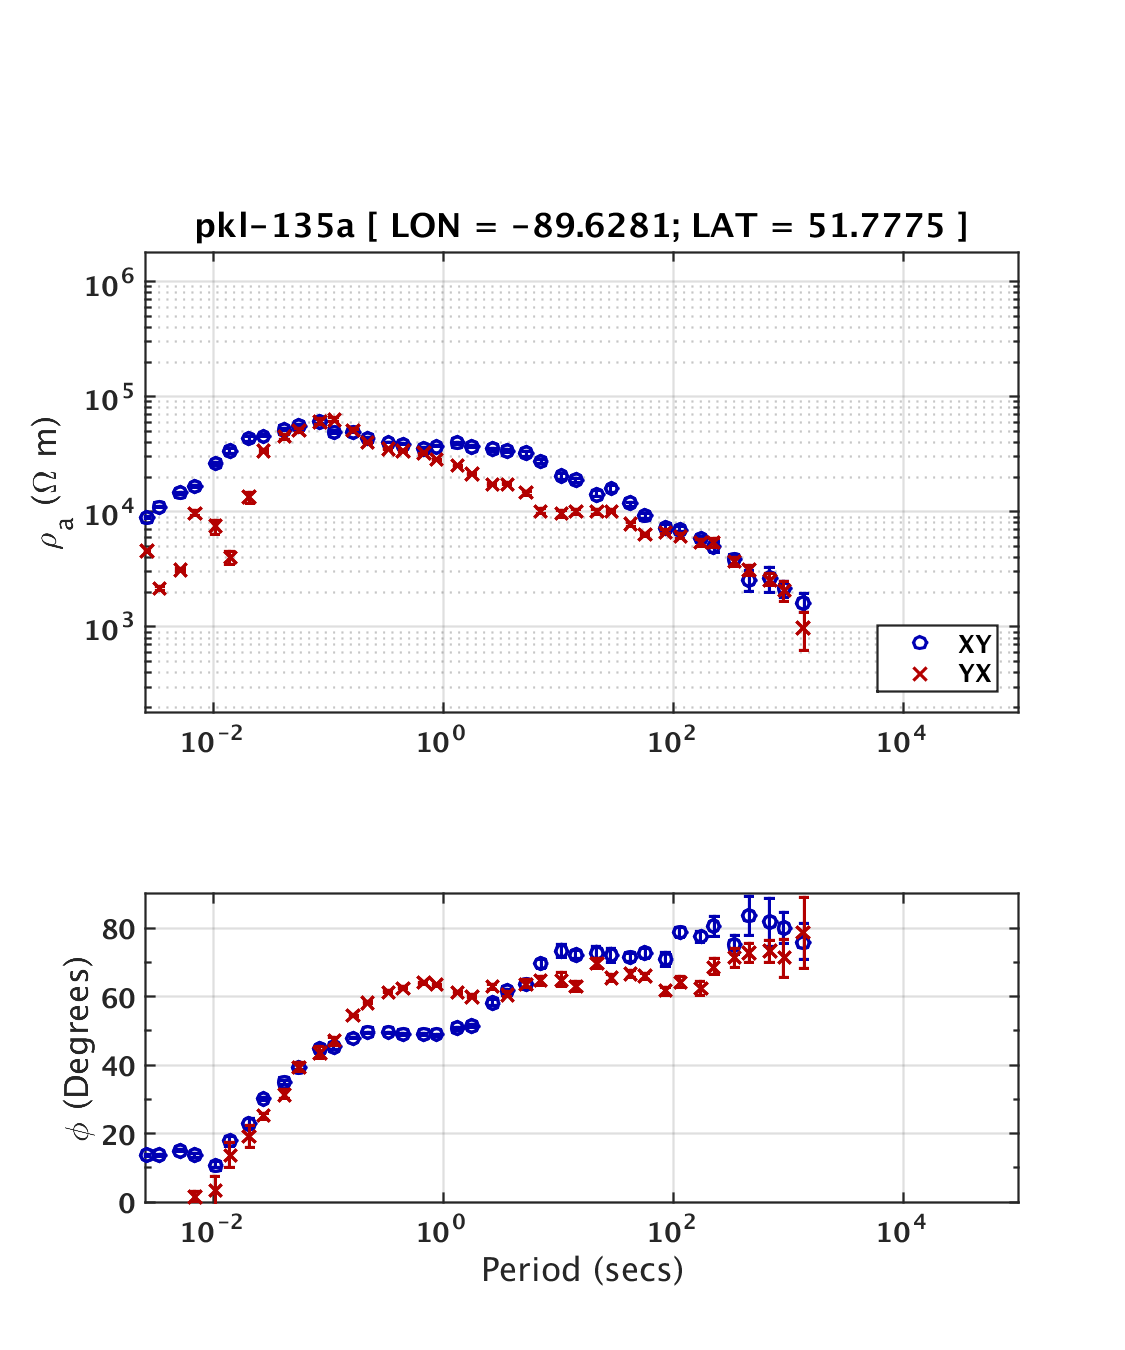 pkl-135a [ LON = -89.6281; LAT = 51.7775 ]
ρa (Ω m)
10^6
10^5
10^4
10^3
XY
YX
10^-2 10^0 10^2 10^4
ϕ (Degrees)
80
60
40
20
0
10^-2 10^0 10^2 10^4
Period (secs)